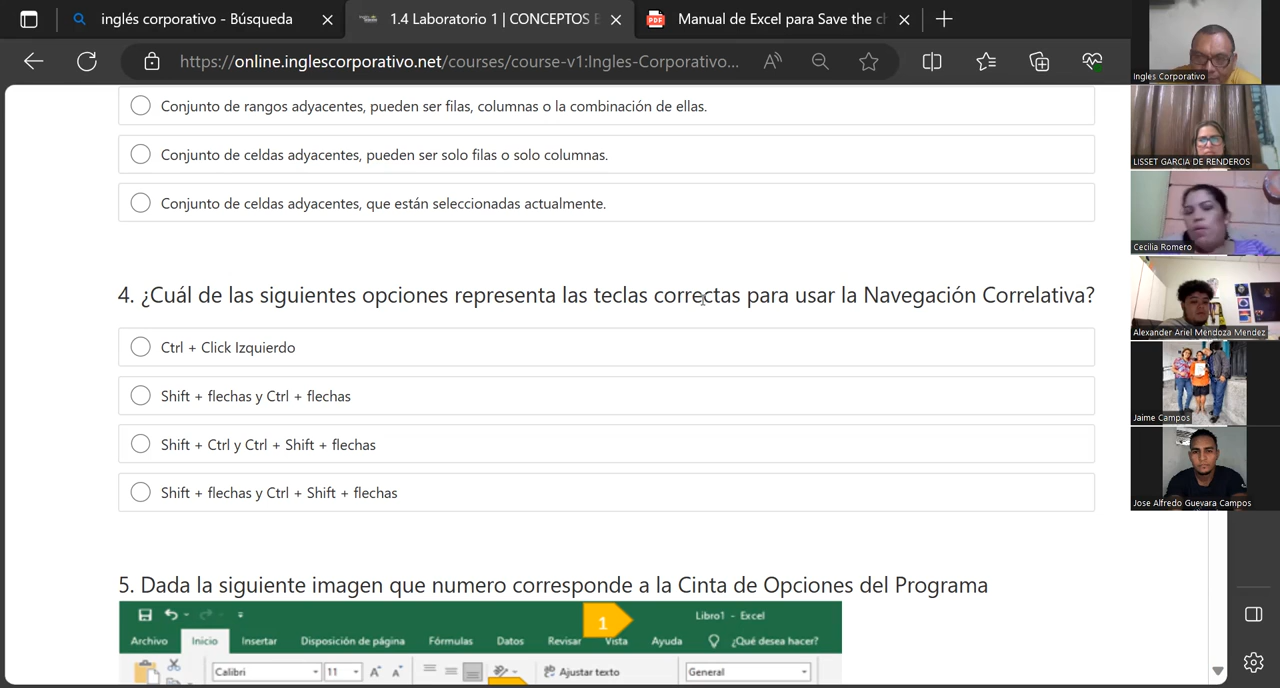 inglés corporativo - Búsqueda
1.4 Laboratorio 1 | CONCEPTOS
Manual de Excel para Save the
https://online.inglescorporativo.net/courses/course-v1:Ingles-Corporativo...
Conjunto de rangos adyacentes, pueden ser filas, columnas o la combinación de ellas.
Conjunto de celdas adyacentes, pueden ser solo filas o solo columnas.
Conjunto de celdas adyacentes, que están seleccionadas actualmente.
4. ¿Cuál de las siguientes opciones representa las teclas correctas para usar la Navegación Correlativa?
Ctrl + Click Izquierdo
Shift + flechas y Ctrl + flechas
Shift + Ctrl y Ctrl + Shift + flechas
Shift + flechas y Ctrl + Shift + flechas
5. Dada la siguiente imagen que numero corresponde a la Cinta de Opciones del Programa
1
Libro1 - Excel
Archivo Inicio Insertar Disposición de página Fórmulas Datos Revisar Vista Ayuda ¿Qué desea hacer?
Calibri 11 Ajustar texto General
Ingles Corporativo
LISSET GARCIA DE RENDEROS
Cecilia Romero
Alexander Ariel Mendoza Mendez
Jaime Campos
Jose Alfredo Guevara Campos